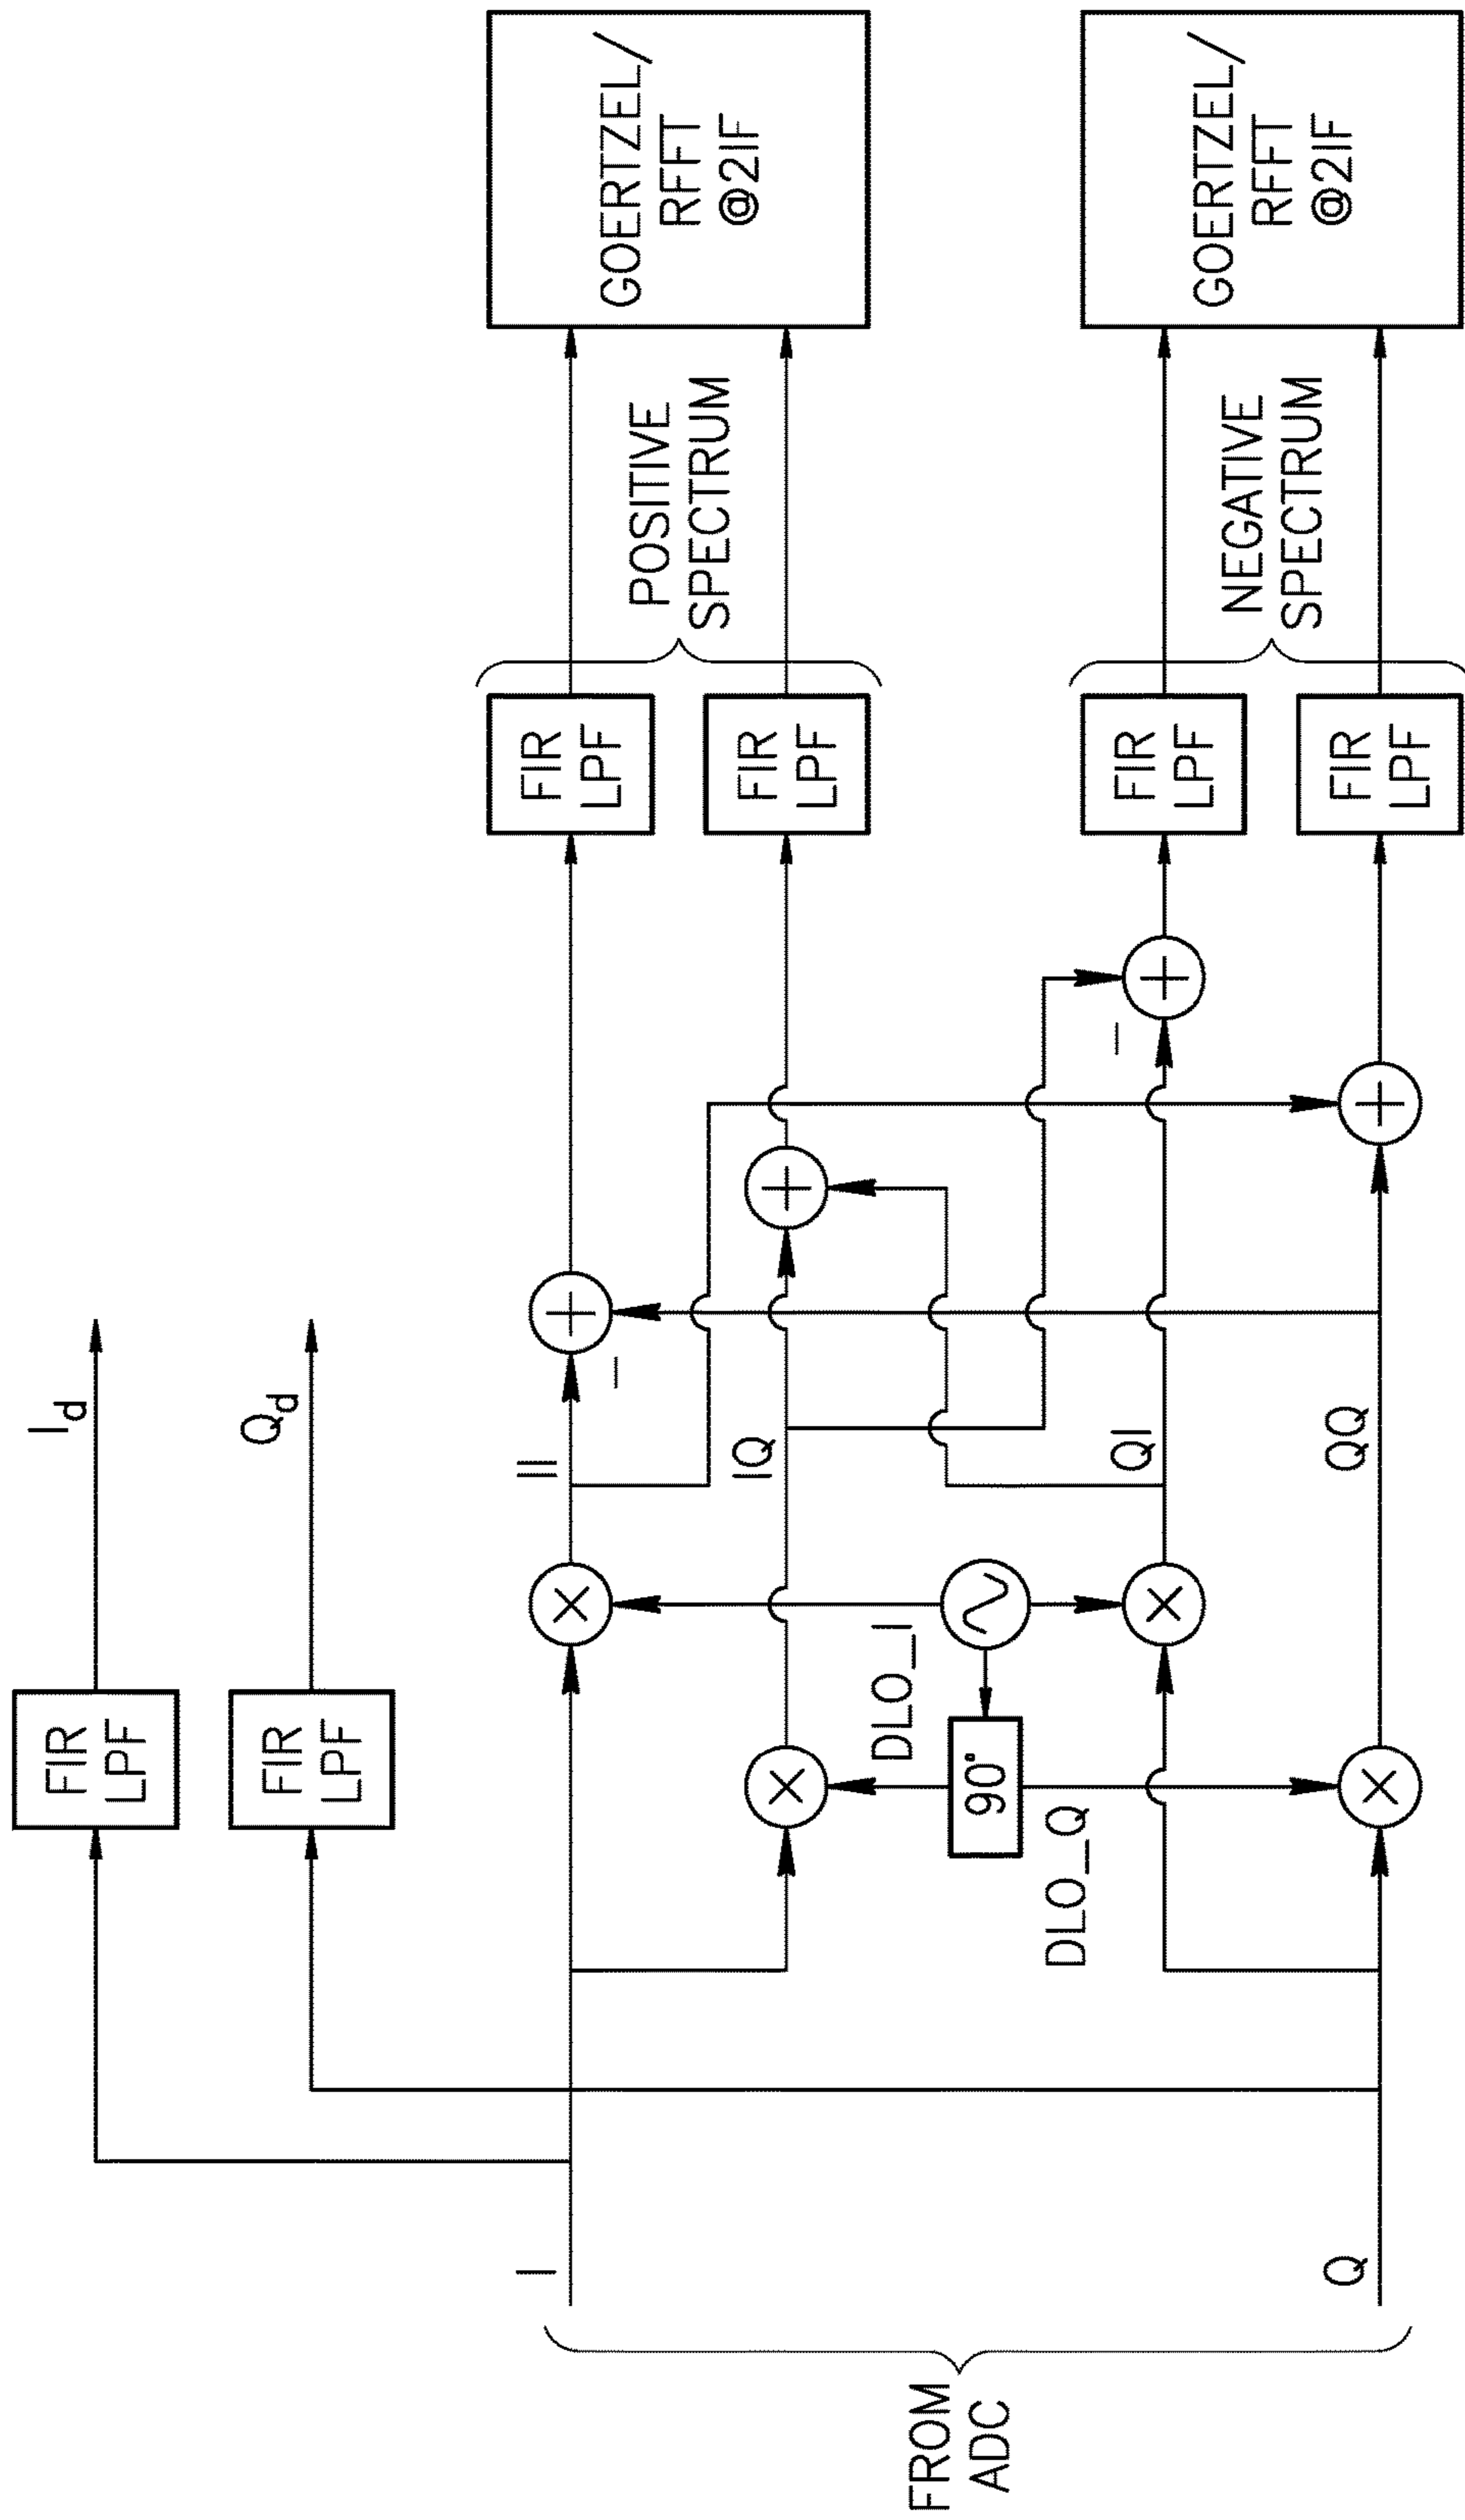 FROM
ADC
I
Q
FIR
LPF
FIR
LPF
I_d
Q_d
DLO_I
90°
DLO_Q
II
IQ
QI
QQ
−
−
FIR
LPF
FIR
LPF
FIR
LPF
FIR
LPF
POSITIVE
SPECTRUM
NEGATIVE
SPECTRUM
GOERTZEL/
RFFT
@2IF
GOERTZEL/
RFFT
@2IF